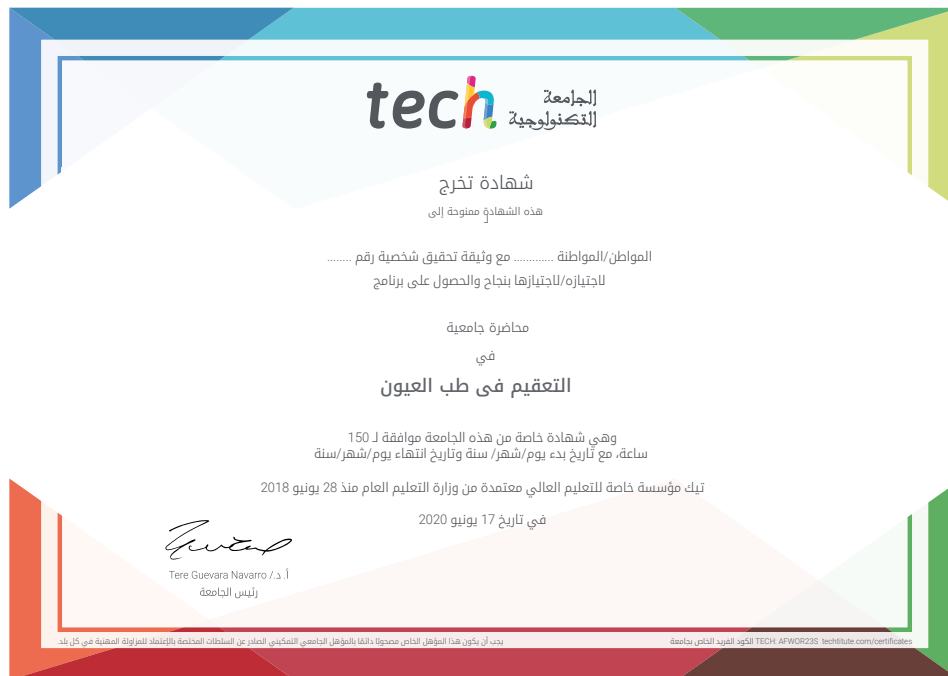 tech الجامعة
التكنولوجية
شهادة تخرج
هذه الشهادة ممنوحة إلى
المواطن/المواطنة ............. مع وثيقة تحقيق شخصية رقم ........
لاجتيازه/لاجتيازها بنجاح والحصول على برنامج
محاضرة جامعية
في
التعقيم فى طب العيون
وهي شهادة خاصة من هذه الجامعة موافقة لـ 150
ساعة، مع تاريخ بدء يوم/شهر/ سنة وتاريخ انتهاء يوم/شهر/سنة
تيك مؤسسة خاصة للتعليم العالي معتمدة من وزارة التعليم العام منذ 28 يونيو 2018
في تاريخ 17 يونيو 2020
أ. د./ Tere Guevara Navarro
رئيس الجامعة
الكود الفريد الخاص بجامعة TECH: AFWOR23S techtitute.com/certificates
يجب أن يكون هذا المؤهل الخاص مصحوبًا دائمًا بالمؤهل الجامعي التمكيني الصادر عن السلطات المختصة بالإعتماد للمزاولة المهنية في كل بلد.